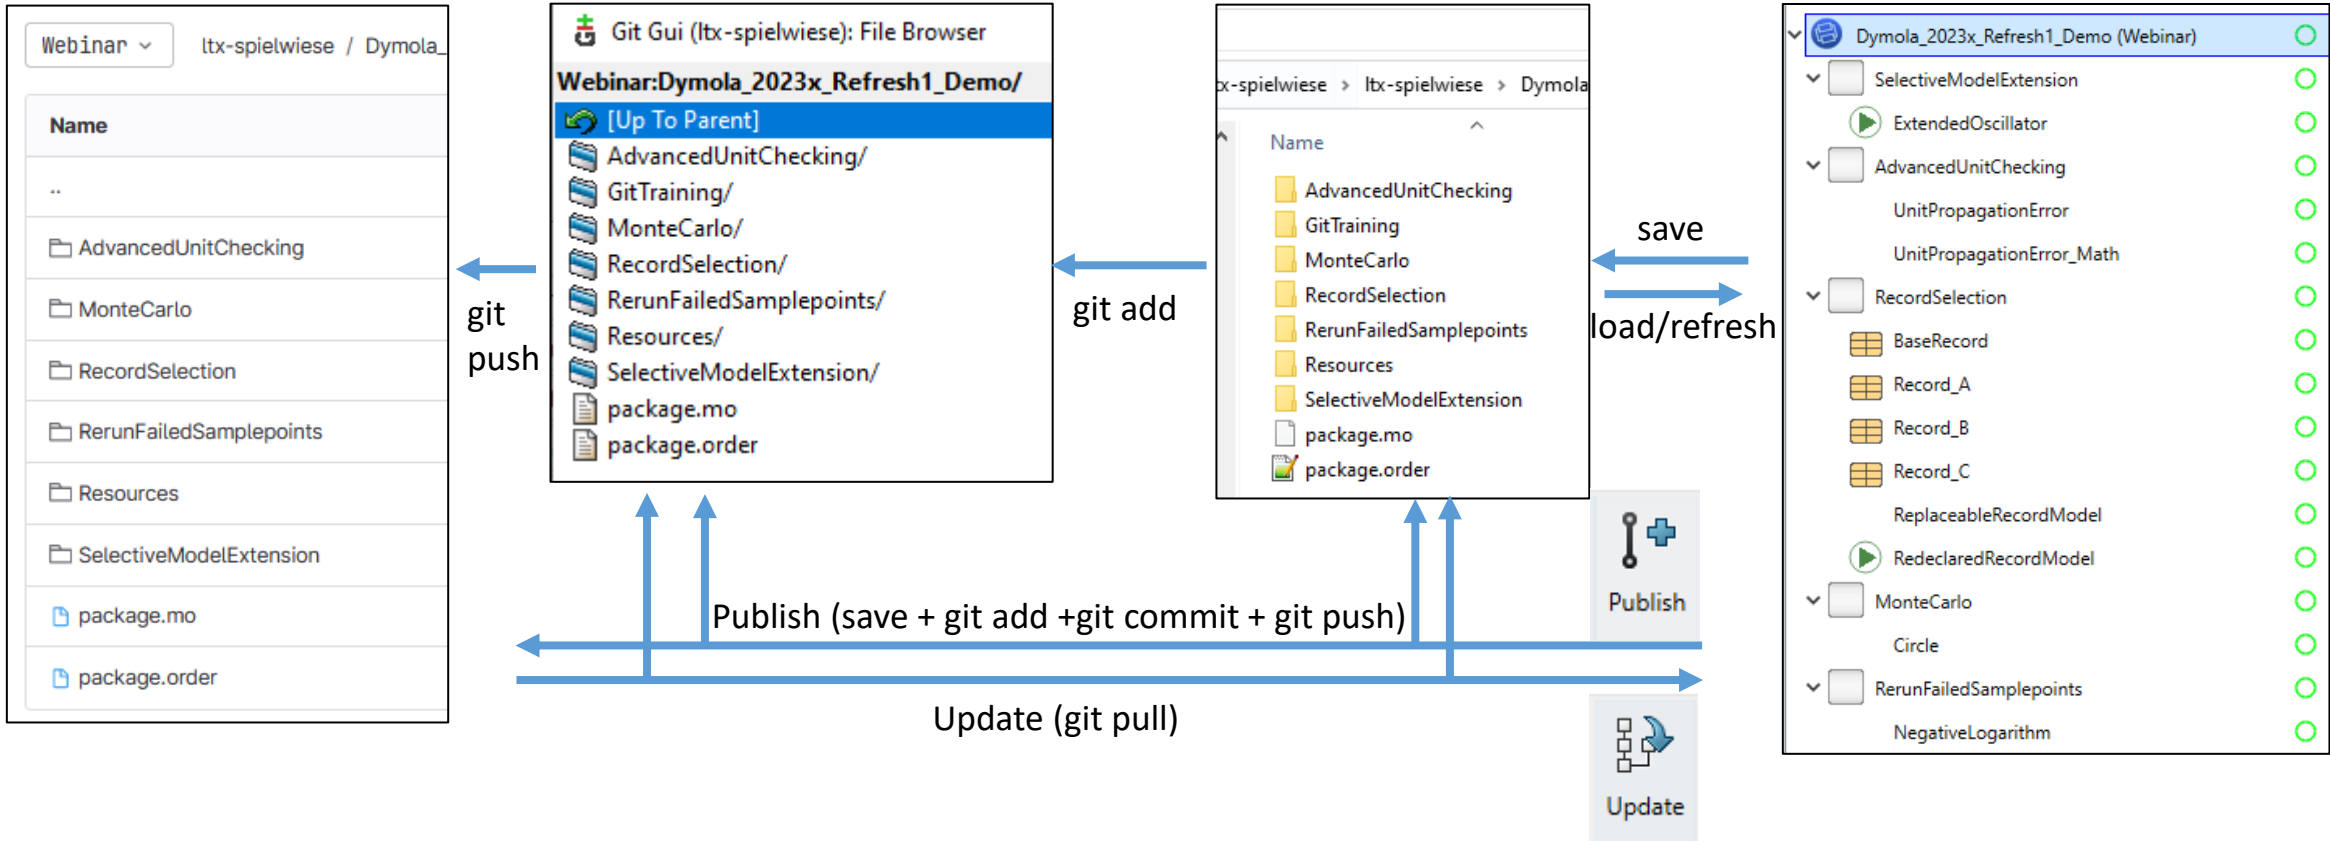 Webinar
ltx-spielwiese / Dymola_
Name
..
AdvancedUnitChecking
MonteCarlo
RecordSelection
RerunFailedSamplepoints
Resources
SelectiveModelExtension
package.mo
package.order
git
push
Git Gui (ltx-spielwiese): File Browser
Webinar:Dymola_2023x_Refresh1_Demo/
[Up To Parent]
AdvancedUnitChecking/
GitTraining/
MonteCarlo/
RecordSelection/
RerunFailedSamplepoints/
Resources/
SelectiveModelExtension/
package.mo
package.order
git add
x-spielwiese > ltx-spielwiese > Dymola
Name
AdvancedUnitChecking
GitTraining
MonteCarlo
RecordSelection
RerunFailedSamplepoints
Resources
SelectiveModelExtension
package.mo
package.order
save
load/refresh
Dymola_2023x_Refresh1_Demo (Webinar)
SelectiveModelExtension
ExtendedOscillator
AdvancedUnitChecking
UnitPropagationError
UnitPropagationError_Math
RecordSelection
BaseRecord
Record_A
Record_B
Record_C
ReplaceableRecordModel
RedeclaredRecordModel
MonteCarlo
Circle
RerunFailedSamplepoints
NegativeLogarithm
Publish (save + git add +git commit + git push)
Publish
Update (git pull)
Update